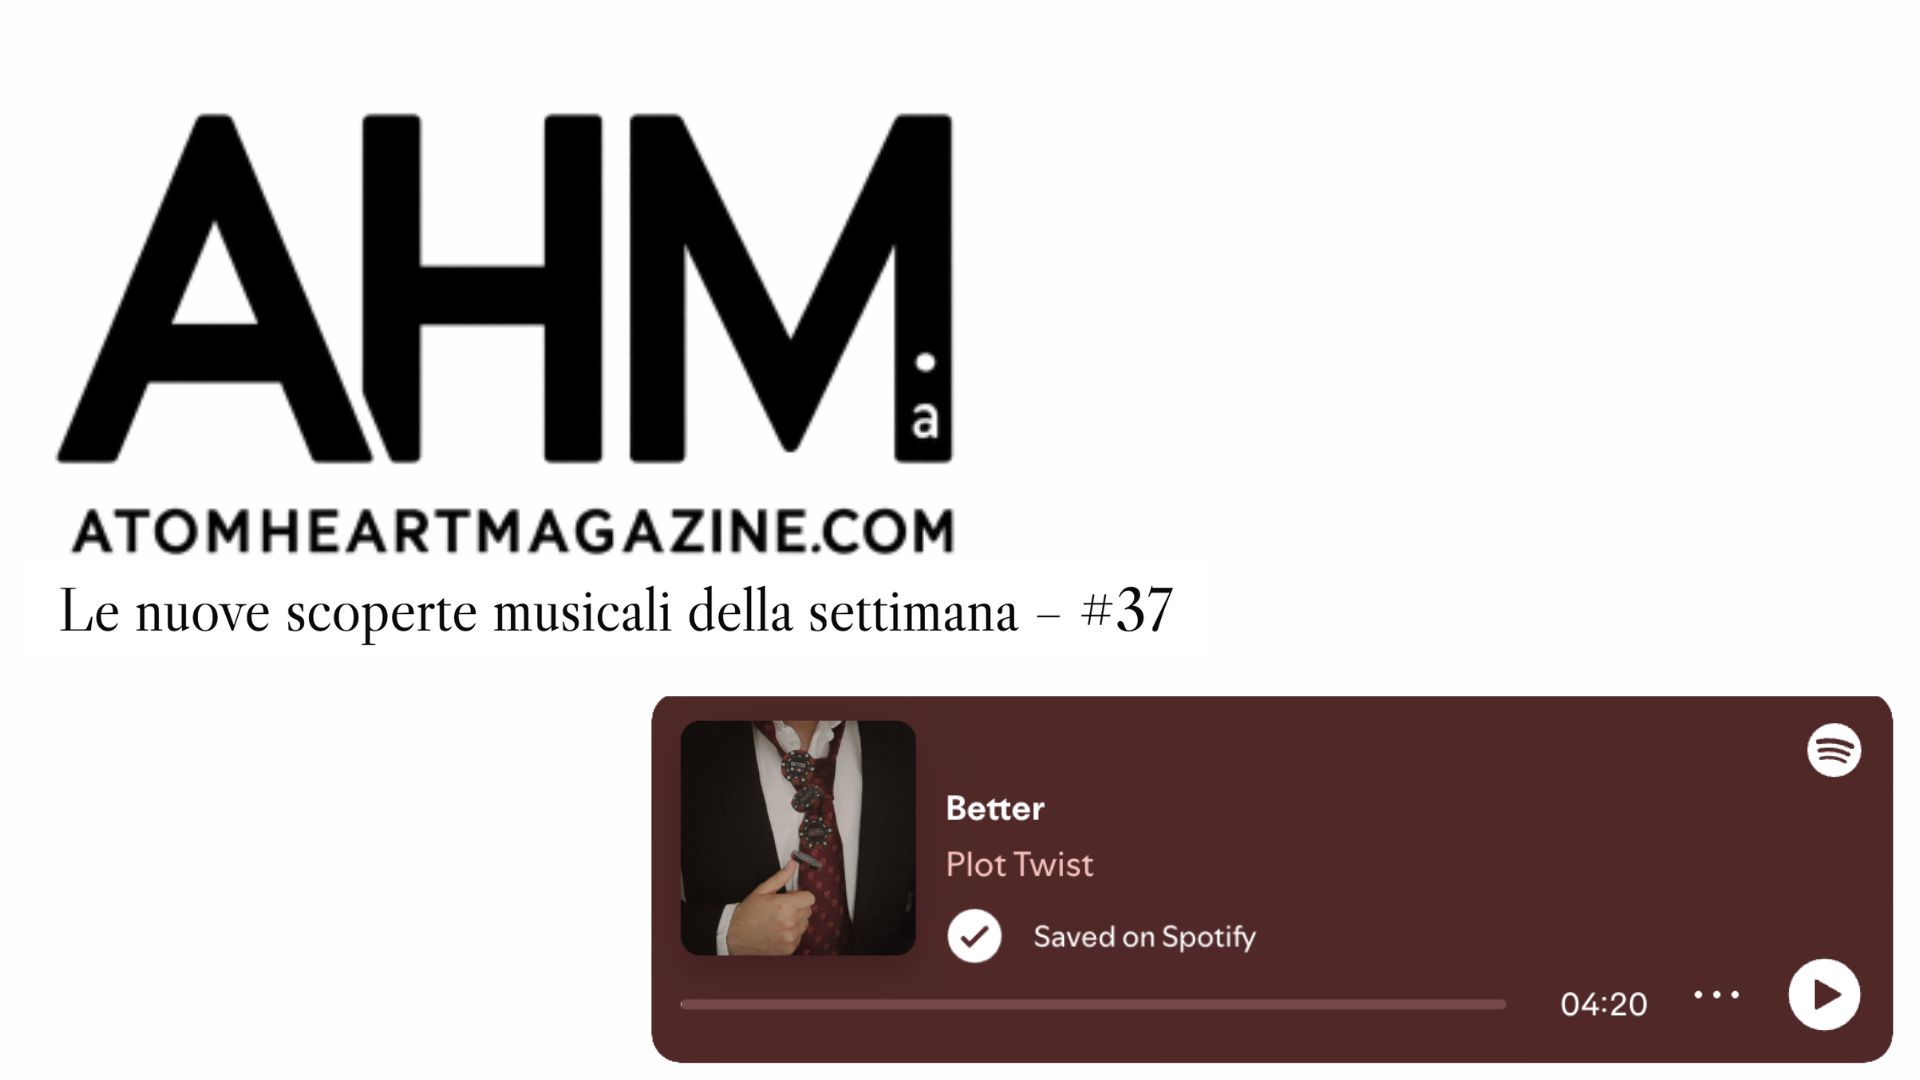 AHM
.a
ATOMHEARTMAGAZINE.COM
Le nuove scoperte musicali della settimana – #37
Better
Plot Twist
Saved on Spotify
04:20